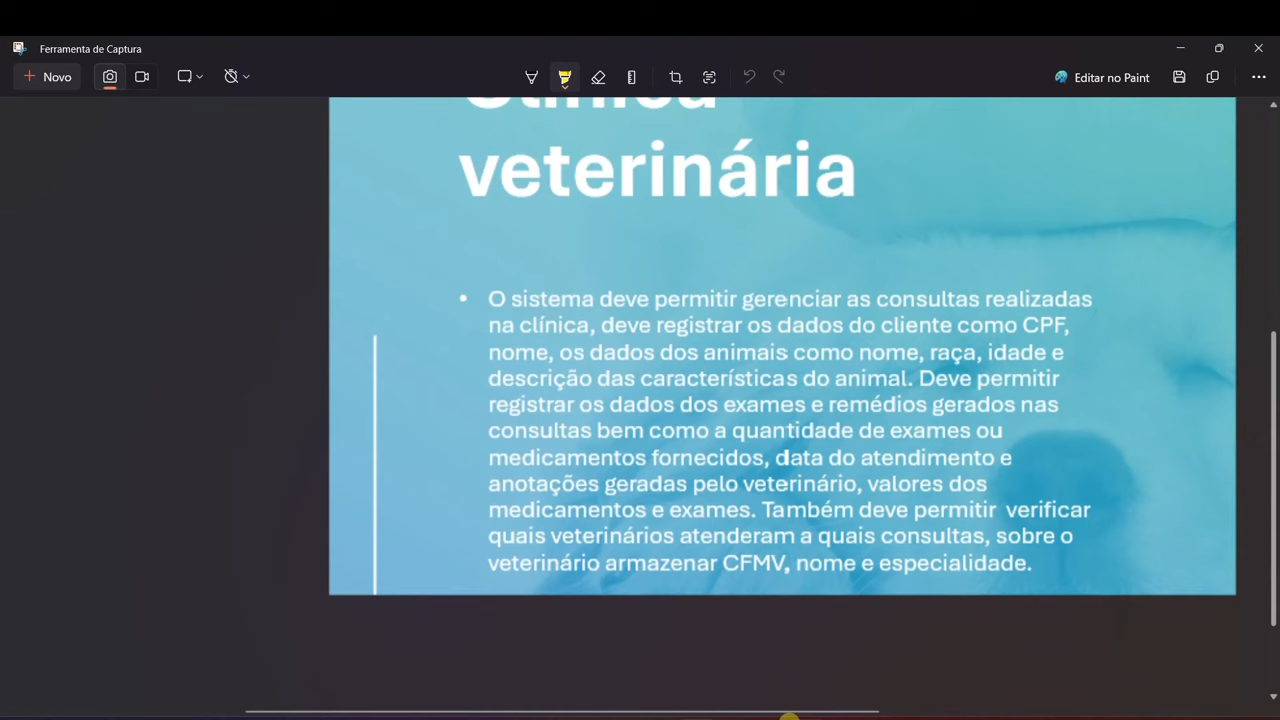 Ferramenta de Captura
Novo
Editar no Paint
Clínica
veterinária
• O sistema deve permitir gerenciar as consultas realizadas
na clínica, deve registrar os dados do cliente como CPF,
nome, os dados dos animais como nome, raça, idade e
descrição das características do animal. Deve permitir
registrar os dados dos exames e remédios gerados nas
consultas bem como a quantidade de exames ou
medicamentos fornecidos, data do atendimento e
anotações geradas pelo veterinário, valores dos
medicamentos e exames. Também deve permitir verificar
quais veterinários atenderam a quais consultas, sobre o
veterinário armazenar CFMV, nome e especialidade.